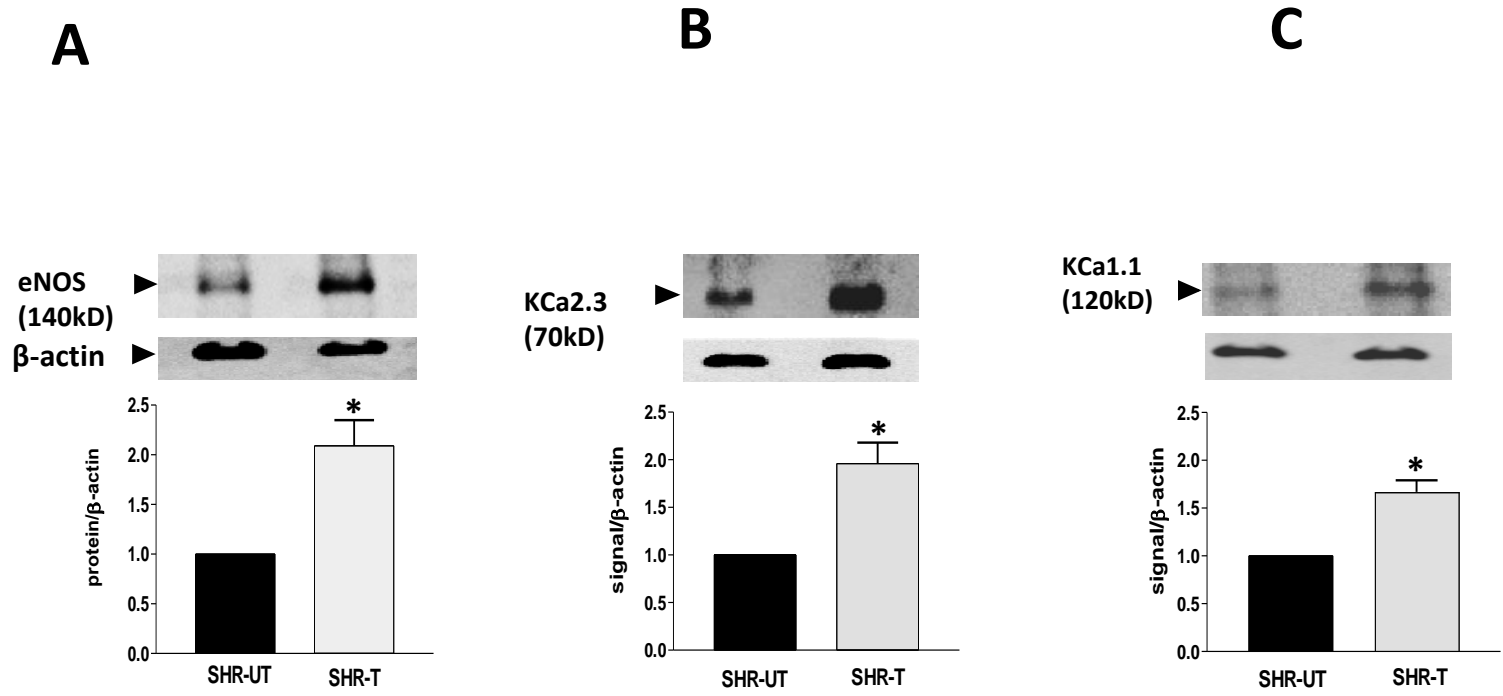 A
B
C
eNOS
(140kD)
β-actin
KCa2.3
(70kD)
KCa1.1
(120kD)
protein/β-actin
2.5
2.0
1.5
1.0
0.5
0.0
*
SHR-UT
SHR-T
signal/β-actin
2.5
2.0
1.5
1.0
0.5
0.0
*
SHR-UT
SHR-T
signal/β-actin
2.5
2.0
1.5
1.0
0.5
0.0
*
SHR-UT
SHR-T